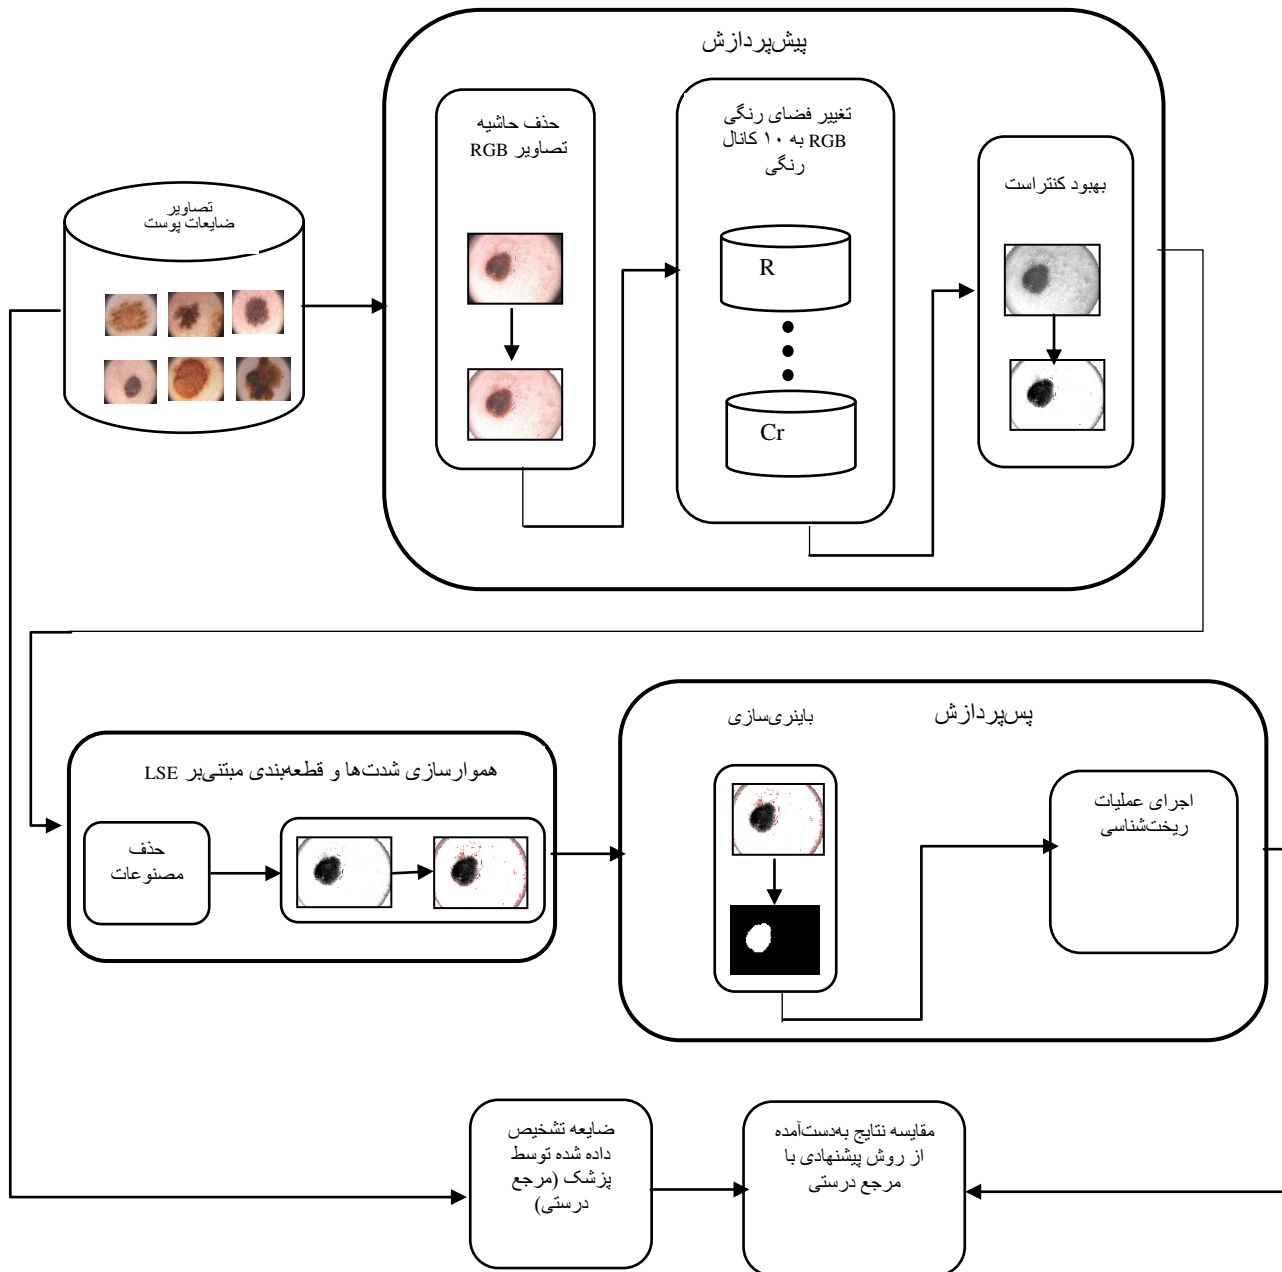 پیش‌پردازش
حذف حاشیه
تصاویر RGB
تغییر فضای رنگی
RGB به ۱۰ کانال
رنگی
بهبود کنتراست
تصاویر
ضایعات پوست
R
Cr
هموارسازی شدت‌ها و قطعه‌بندی مبتنی‌بر LSE
حذف
مصنوعات
پس‌پردازش
باینری‌سازی
اجرای عملیات
ریخت‌شناسی
ضایعه تشخیص
داده شده توسط
پزشک (مرجع
درستی)
مقایسه نتایج به‌دست‌آمده
از روش پیشنهادی با
مرجع درستی